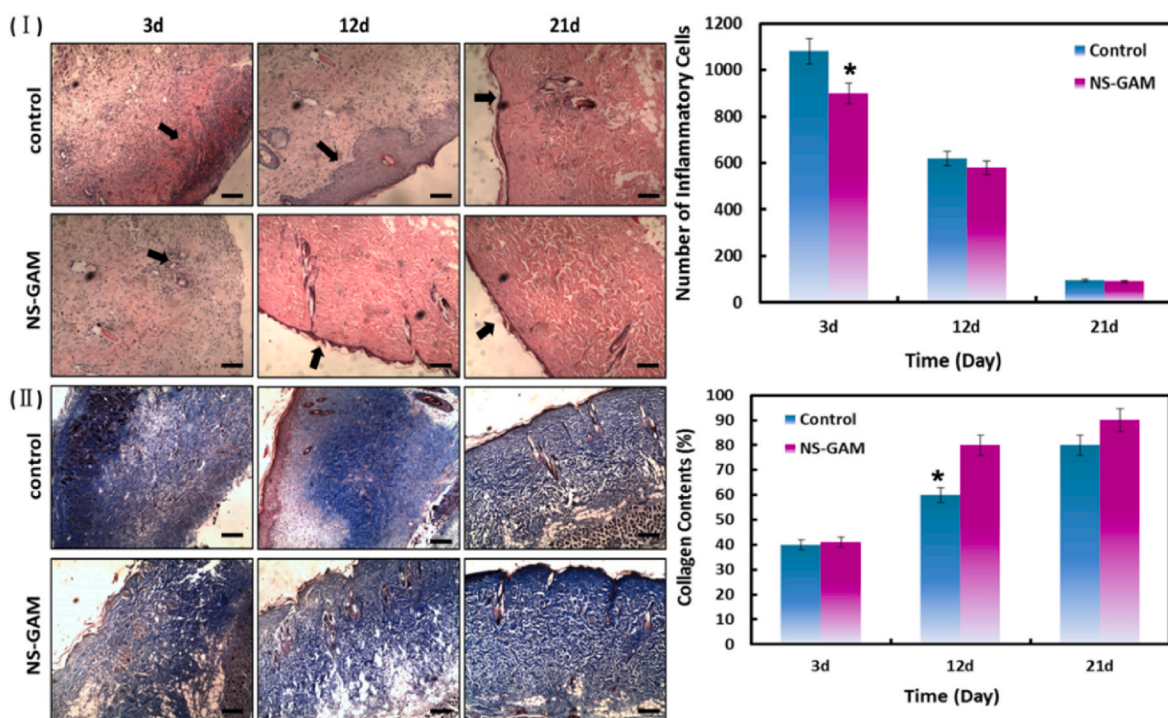 (Ⅰ)
3d 12d 21d
control
NS-GAM
(Ⅱ)
control
NS-GAM
Number of Inflammatory Cells
1200
1000
800
600
400
200
0
Control
NS-GAM
*
3d 12d 21d
Time (Day)
Collagen Contents (%)
100
90
80
70
60
50
40
30
20
10
0
Control
NS-GAM
*
3d 12d 21d
Time (Day)